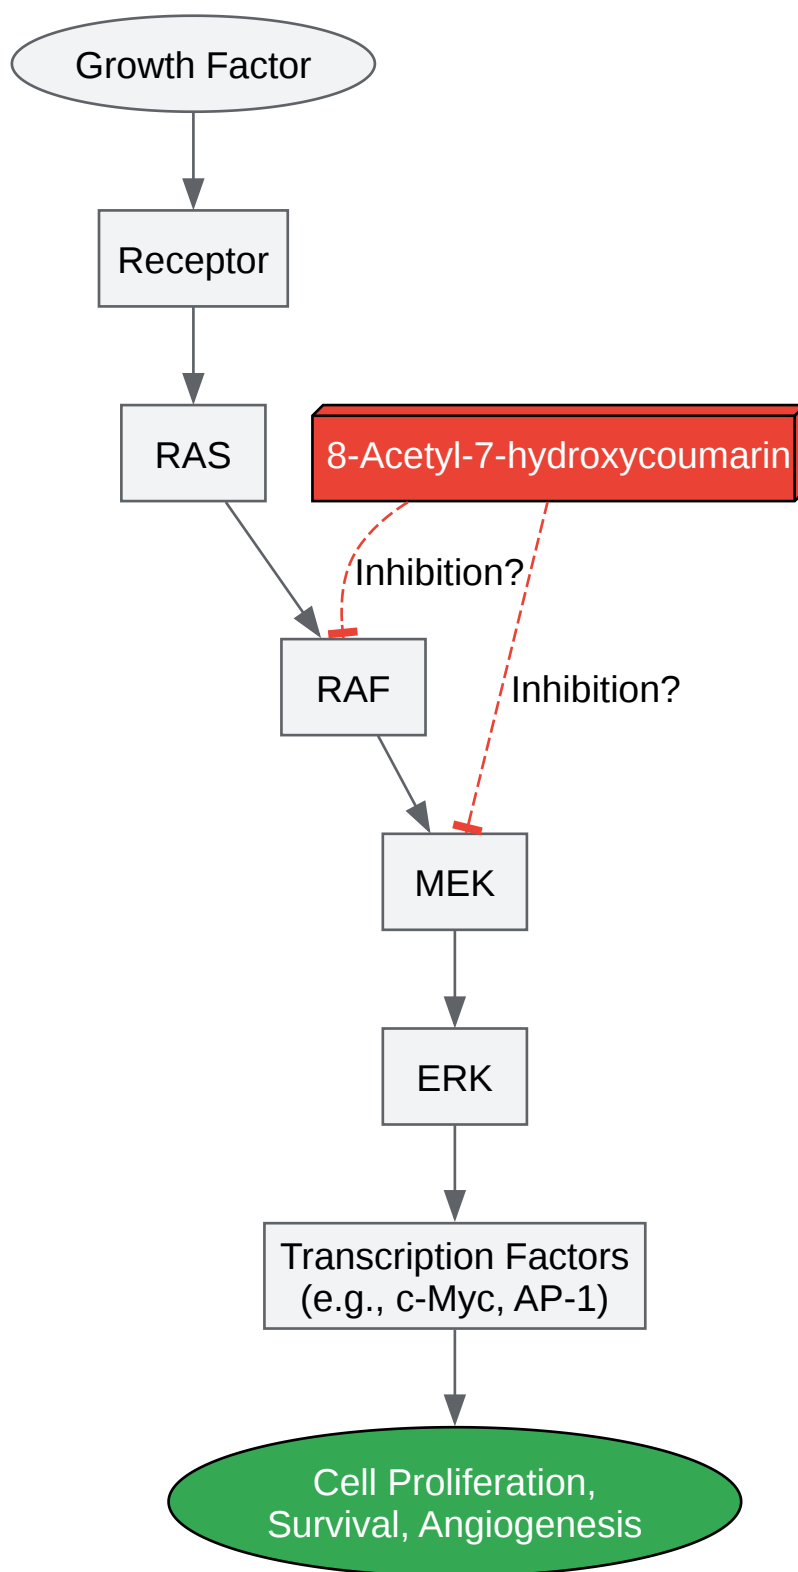 Growth Factor
Receptor
RAS
8-Acetyl-7-hydroxycoumarin
Inhibition?
RAF
Inhibition?
MEK
ERK
Transcription Factors
(e.g., c-Myc, AP-1)
Cell Proliferation,
Survival, Angiogenesis